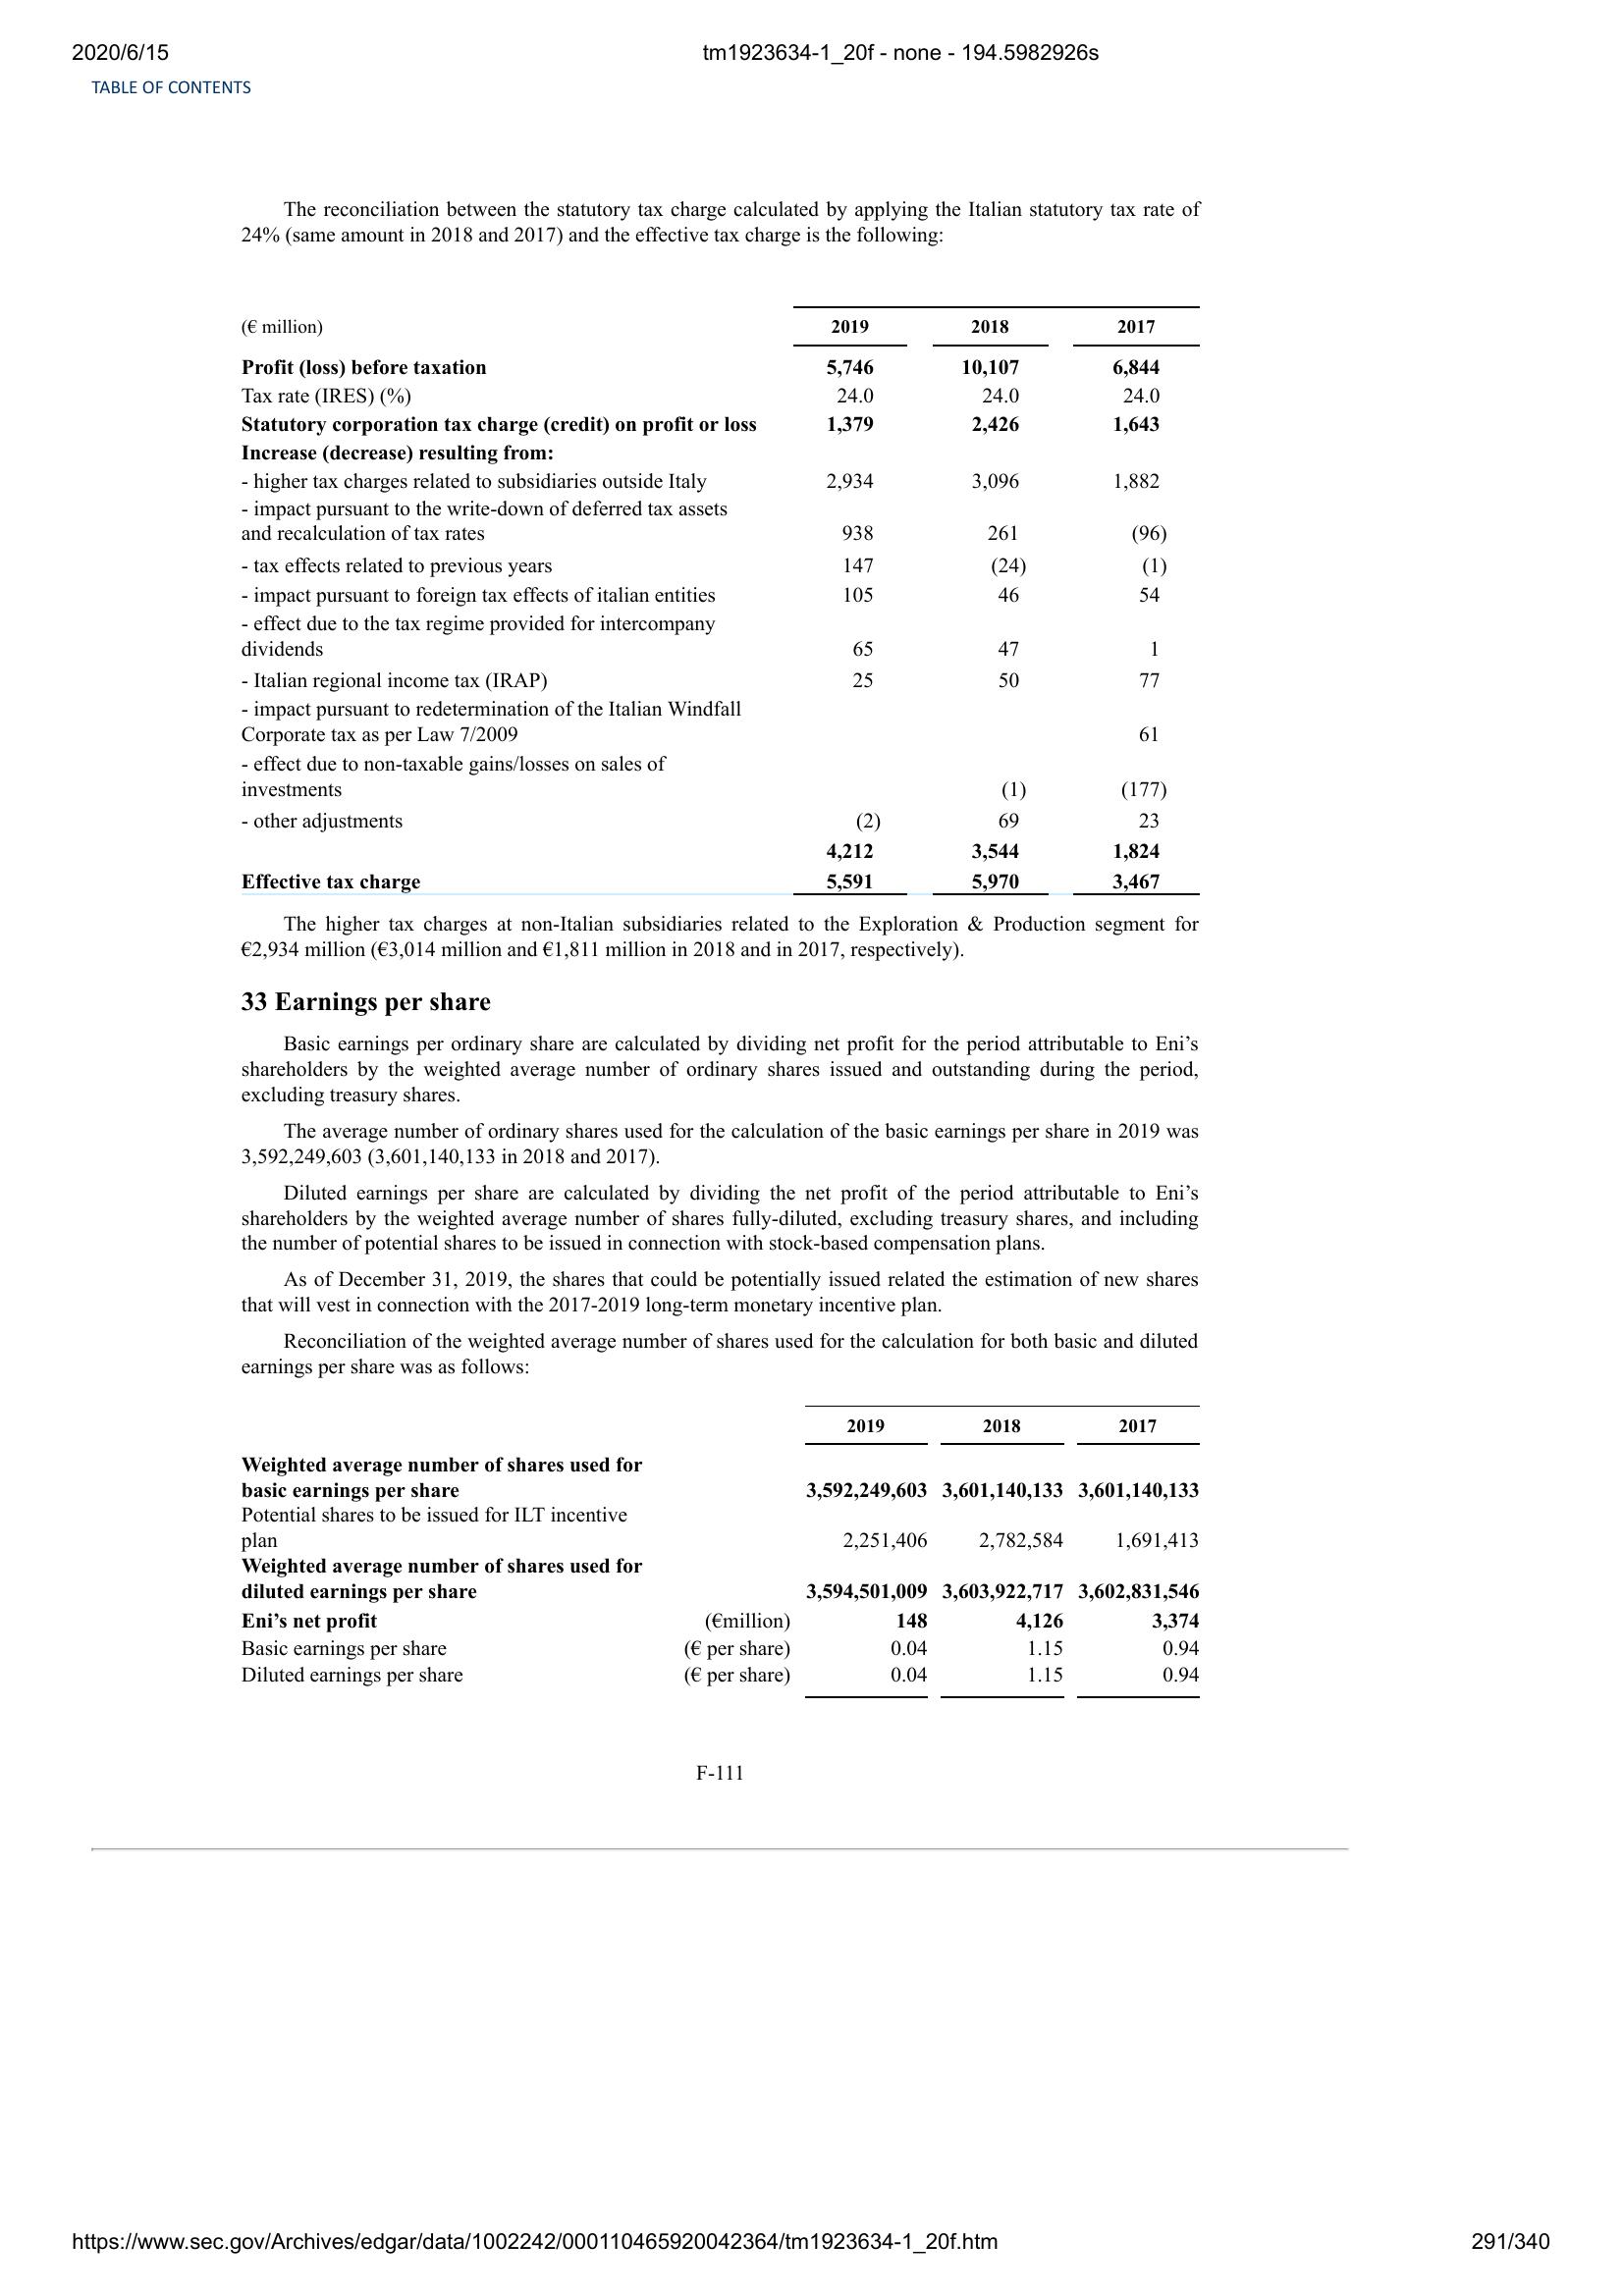 2020/6/15 tm1923634-1_20f - none - 194.5982926s
TABLE OF CONTENTS
The reconciliation between the statutory tax charge calculated by applying the Italian statutory tax rate of
24% (same amount in 2018 and 2017) and the effective tax charge is the following:
(€ million) 2019 2018 2017
Profit (loss) before taxation 5,746 10,107 6,844
Tax rate (IRES) (%) 24.0 24.0 24.0
Statutory corporation tax charge (credit) on profit or loss 1,379 2,426 1,643
Increase (decrease) resulting from:
- higher tax charges related to subsidiaries outside Italy 2,934 3,096 1,882
- impact pursuant to the write-down of deferred tax assets
and recalculation of tax rates 938 261 (96)
- tax effects related to previous years 147 (24) (1)
- impact pursuant to foreign tax effects of italian entities 105 46 54
- effect due to the tax regime provided for intercompany
dividends 65 47 1
- Italian regional income tax (IRAP) 25 50 77
- impact pursuant to redetermination of the Italian Windfall
Corporate tax as per Law 7/2009 61
- effect due to non-taxable gains/losses on sales of
investments (1) (177)
- other adjustments (2) 69 23
4,212 3,544 1,824
Effective tax charge 5,591 5,970 3,467
The higher tax charges at non-Italian subsidiaries related to the Exploration & Production segment for
€2,934 million (€3,014 million and €1,811 million in 2018 and in 2017, respectively).
33 Earnings per share
Basic earnings per ordinary share are calculated by dividing net profit for the period attributable to Eni’s
shareholders by the weighted average number of ordinary shares issued and outstanding during the period,
excluding treasury shares.
The average number of ordinary shares used for the calculation of the basic earnings per share in 2019 was
3,592,249,603 (3,601,140,133 in 2018 and 2017).
Diluted earnings per share are calculated by dividing the net profit of the period attributable to Eni’s
shareholders by the weighted average number of shares fully-diluted, excluding treasury shares, and including
the number of potential shares to be issued in connection with stock-based compensation plans.
As of December 31, 2019, the shares that could be potentially issued related the estimation of new shares
that will vest in connection with the 2017-2019 long-term monetary incentive plan.
Reconciliation of the weighted average number of shares used for the calculation for both basic and diluted
earnings per share was as follows:
2019 2018 2017
Weighted average number of shares used for
basic earnings per share 3,592,249,603 3,601,140,133 3,601,140,133
Potential shares to be issued for ILT incentive
plan 2,251,406 2,782,584 1,691,413
Weighted average number of shares used for
diluted earnings per share 3,594,501,009 3,603,922,717 3,602,831,546
Eni’s net profit (€million) 148 4,126 3,374
Basic earnings per share (€ per share) 0.04 1.15 0.94
Diluted earnings per share (€ per share) 0.04 1.15 0.94
F-111
https://www.sec.gov/Archives/edgar/data/1002242/000110465920042364/tm1923634-1_20f.htm 291/340